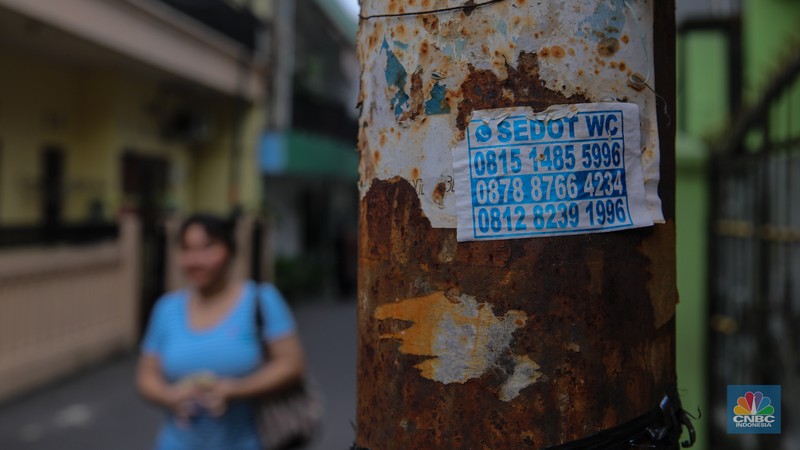 SEDOT WC
0815 1485 5996
0878 8766 4234
0812 8239 1996
CNBC
INDONESIA